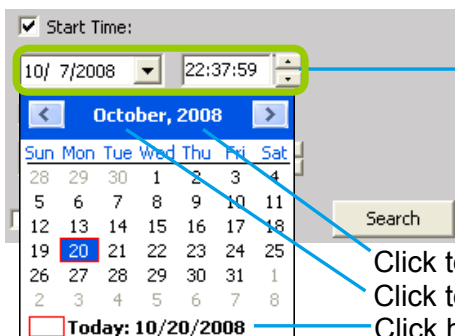 Start Time:
10/ 7/2008 22:37:59
October, 2008
Sun Mon Tue Wed Thu Fri Sat
28 29 30 1 2 3 4
5 6 7 8 9 10 11
12 13 14 15 16 17 18
Search
19 20 21 22 23 24 25
Click
26 27 28 29 30 31 1
Click
2 3 4 5 6 7 8
Today: 10/20/2008
Click